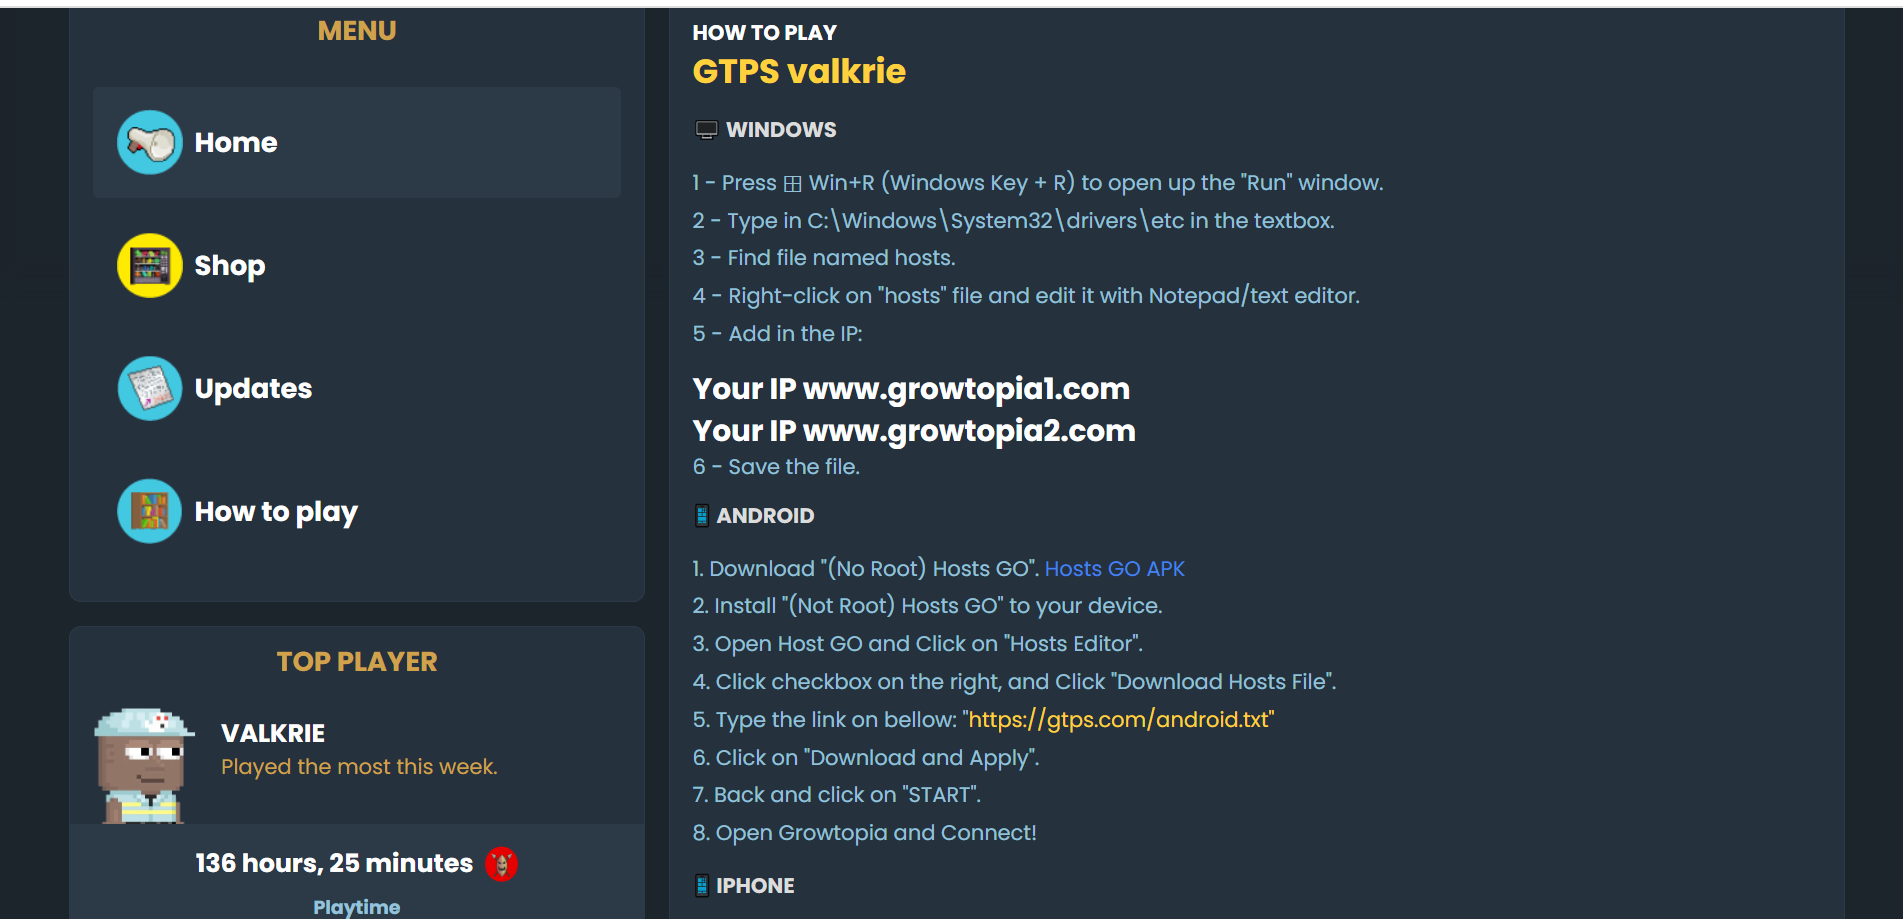 MENU
Home
Shop
Updates
How to play
TOP PLAYER
VALKRIE
Played the most this week.
136 hours, 25 minutes
Playtime
HOW TO PLAY
GTPS valkrie
WINDOWS
1 - Press Win+R (Windows Key + R) to open up the "Run" window.
2 - Type in C:\Windows\System32\drivers\etc in the textbox.
3 - Find file named hosts.
4 - Right-click on "hosts" file and edit it with Notepad/text editor.
5 - Add in the IP:
Your IP www.growtopia1.com
Your IP www.growtopia2.com
6 - Save the file.
ANDROID
1. Download "(No Root) Hosts GO". Hosts GO APK
2. Install "(Not Root) Hosts GO" to your device.
3. Open Host GO and Click on "Hosts Editor".
4. Click checkbox on the right, and Click "Download Hosts File".
5. Type the link on bellow: "https://gtps.com/android.txt"
6. Click on "Download and Apply".
7. Back and click on "START".
8. Open Growtopia and Connect!
IPHONE